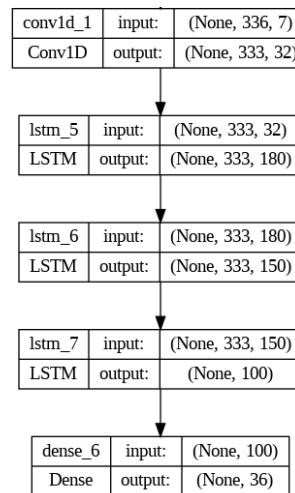 conv1d_1 input: (None, 336, 7)
Conv1D output: (None, 333, 32)
lstm_5 input: (None, 333, 32)
LSTM output: (None, 333, 180)
lstm_6 input: (None, 333, 180)
LSTM output: (None, 333, 150)
lstm_7 input: (None, 333, 150)
LSTM output: (None, 100)
dense_6 input: (None, 100)
Dense output: (None, 36)